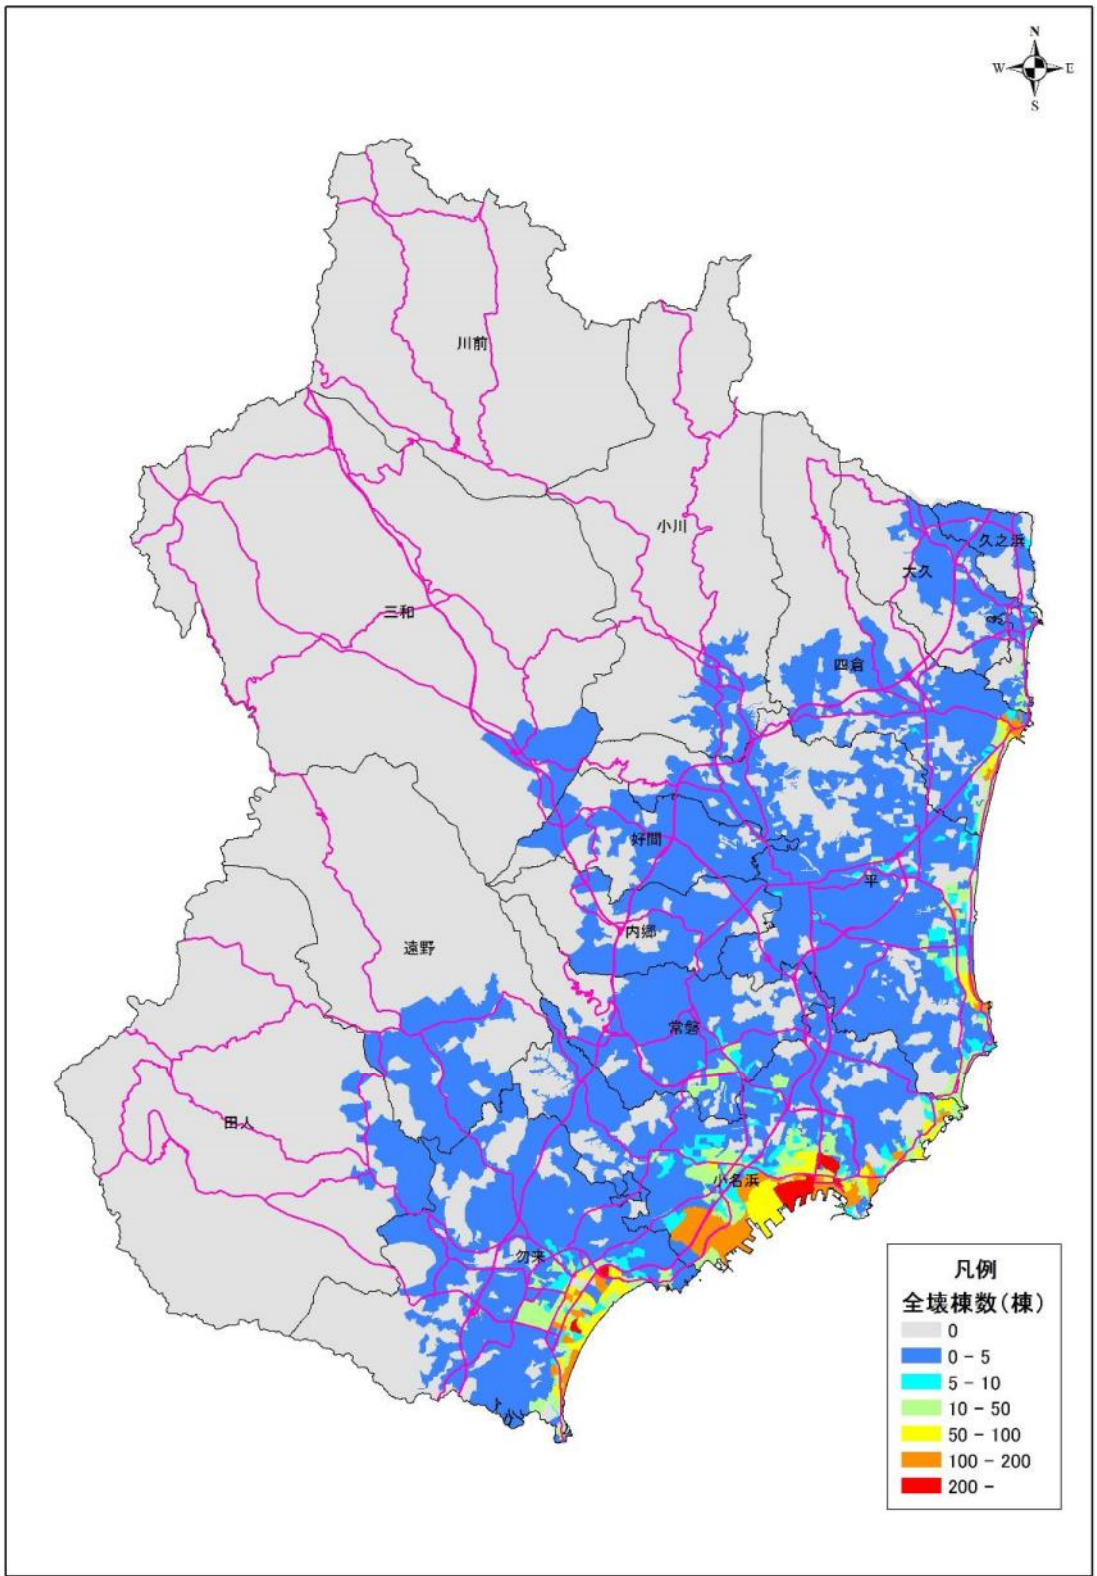 N
W E
S
川前
小川
久之浜
大久
三和
四倉
好間
平
内郷
遠野
常磐
田人
小名浜
勿来
凡例
全壊棟数(棟)
0
0 - 5
5 - 10
10 - 50
50 - 100
100 - 200
200 -